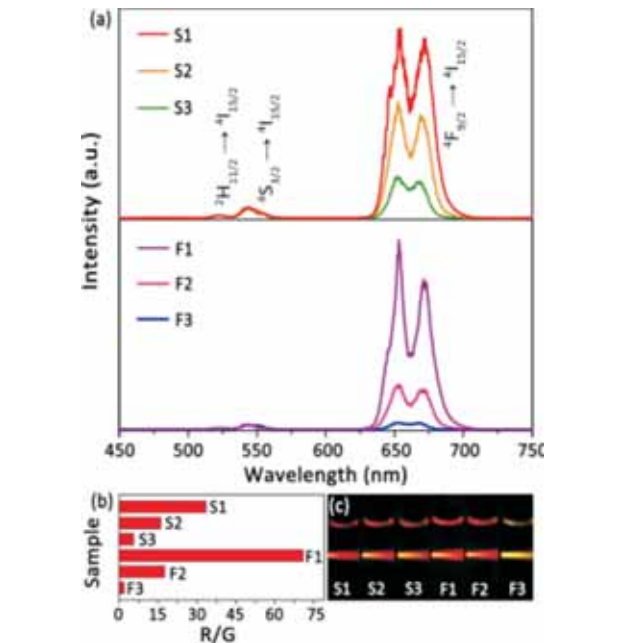 (a)
S1
S2
S3
²H₁₁/₂ → ⁴I₁₅/₂
⁴S₃/₂ → ⁴I₁₅/₂
⁴F₉/₂ → ⁴I₁₅/₂
Intensity (a.u.)
F1
F2
F3
450 500 550 600 650 700 750
Wavelength (nm)
(b)
Sample
S1
S2
S3
F1
F2
F3
0 15 30 45 60 75
R/G
(c)
S1 S2 S3 F1 F2 F3